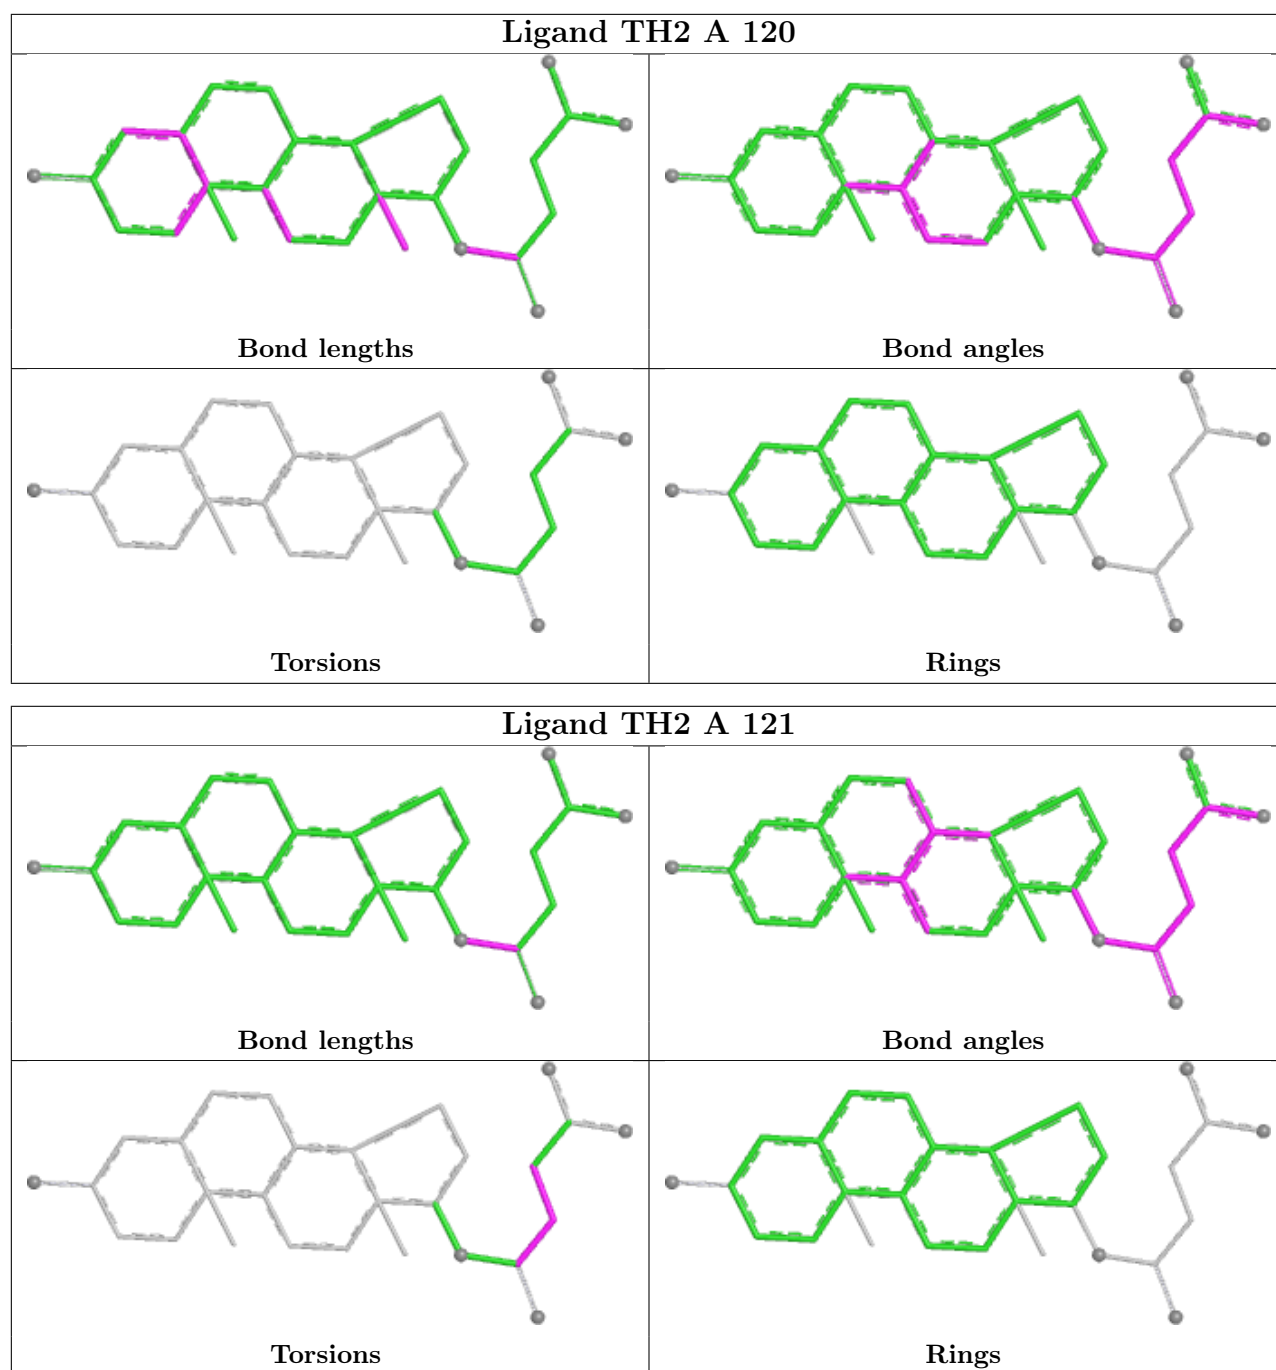 Ligand TH2 A 120
Bond lengths
Bond angles
Torsions
Rings
Ligand TH2 A 121
Bond lengths
Bond angles
Torsions
Rings